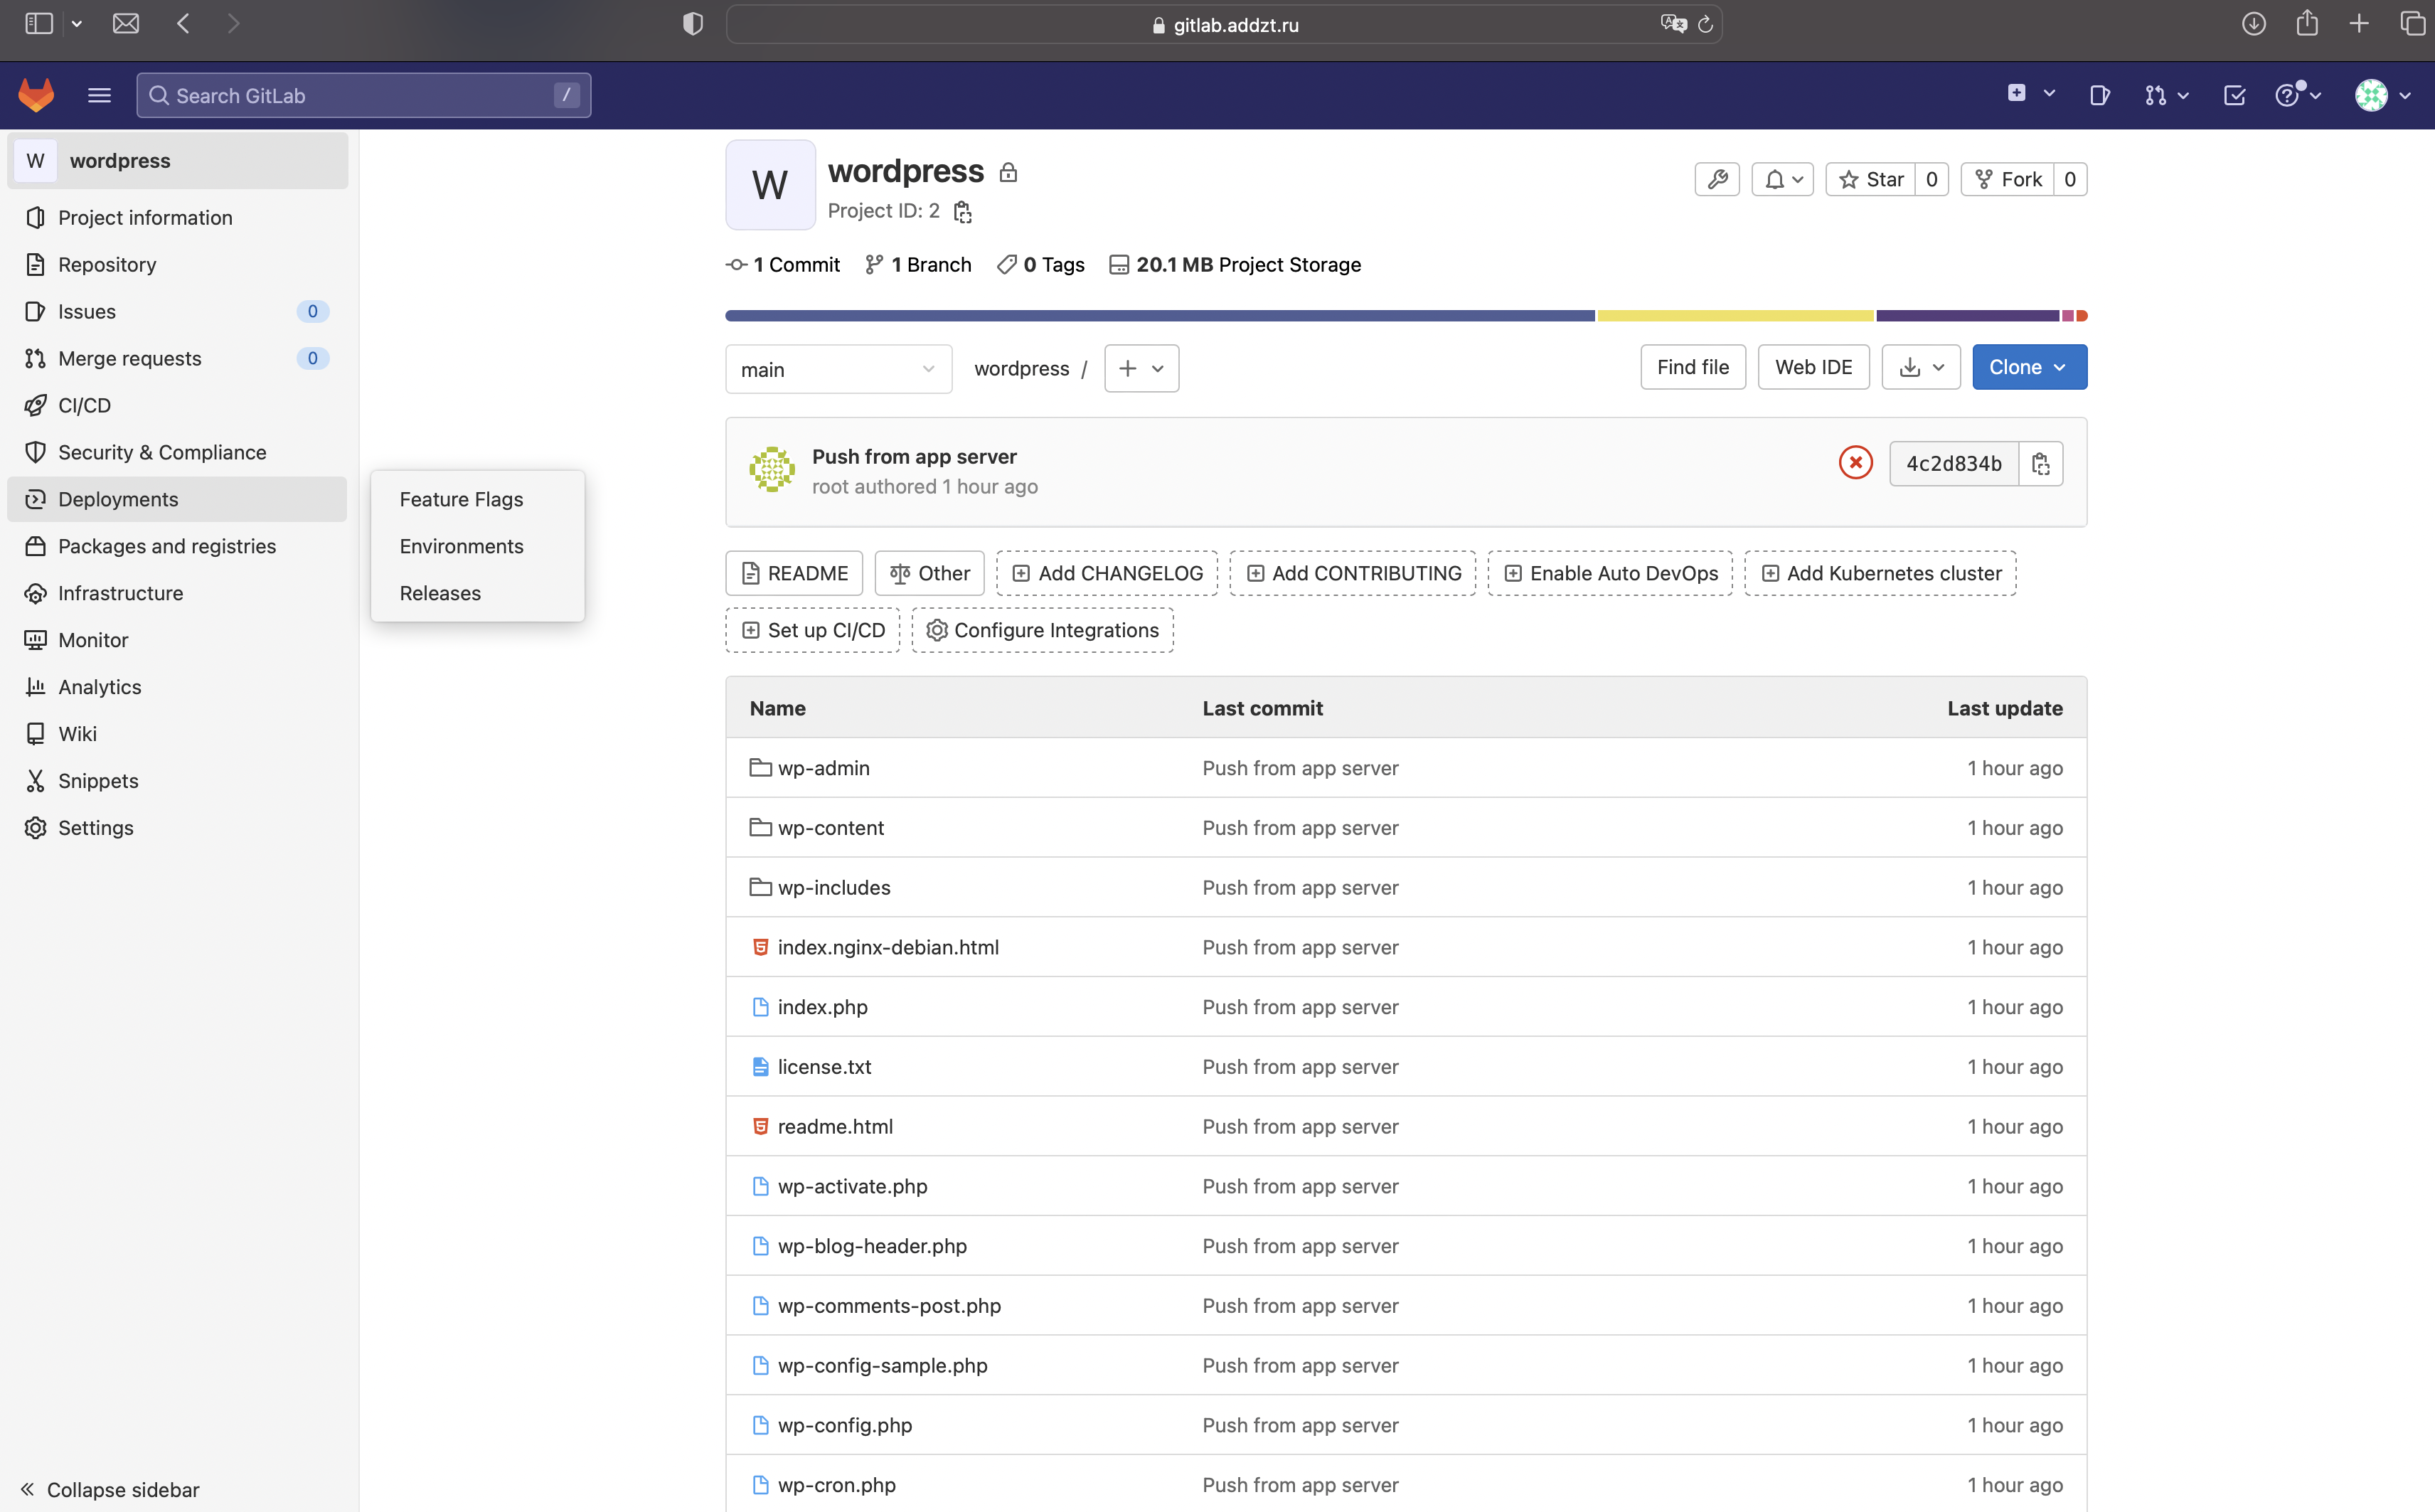 gitlab.addzt.ru
Search GitLab /
W wordpress
Project information
Repository
Issues 0
Merge requests 0
CI/CD
Security & Compliance
Deployments
Packages and registries
Infrastructure
Monitor
Analytics
Wiki
Snippets
Settings
Collapse sidebar
Feature Flags
Environments
Releases
W
wordpress
Project ID: 2
Star 0 Fork 0
1 Commit 1 Branch 0 Tags 20.1 MB Project Storage
main wordpress / + Find file Web IDE Clone
Push from app server
root authored 1 hour ago
4c2d834b
README Other Add CHANGELOG Add CONTRIBUTING Enable Auto DevOps Add Kubernetes cluster
Set up CI/CD Configure Integrations
Name Last commit Last update
wp-admin Push from app server 1 hour ago
wp-content Push from app server 1 hour ago
wp-includes Push from app server 1 hour ago
index.nginx-debian.html Push from app server 1 hour ago
index.php Push from app server 1 hour ago
license.txt Push from app server 1 hour ago
readme.html Push from app server 1 hour ago
wp-activate.php Push from app server 1 hour ago
wp-blog-header.php Push from app server 1 hour ago
wp-comments-post.php Push from app server 1 hour ago
wp-config-sample.php Push from app server 1 hour ago
wp-config.php Push from app server 1 hour ago
wp-cron.php Push from app server 1 hour ago